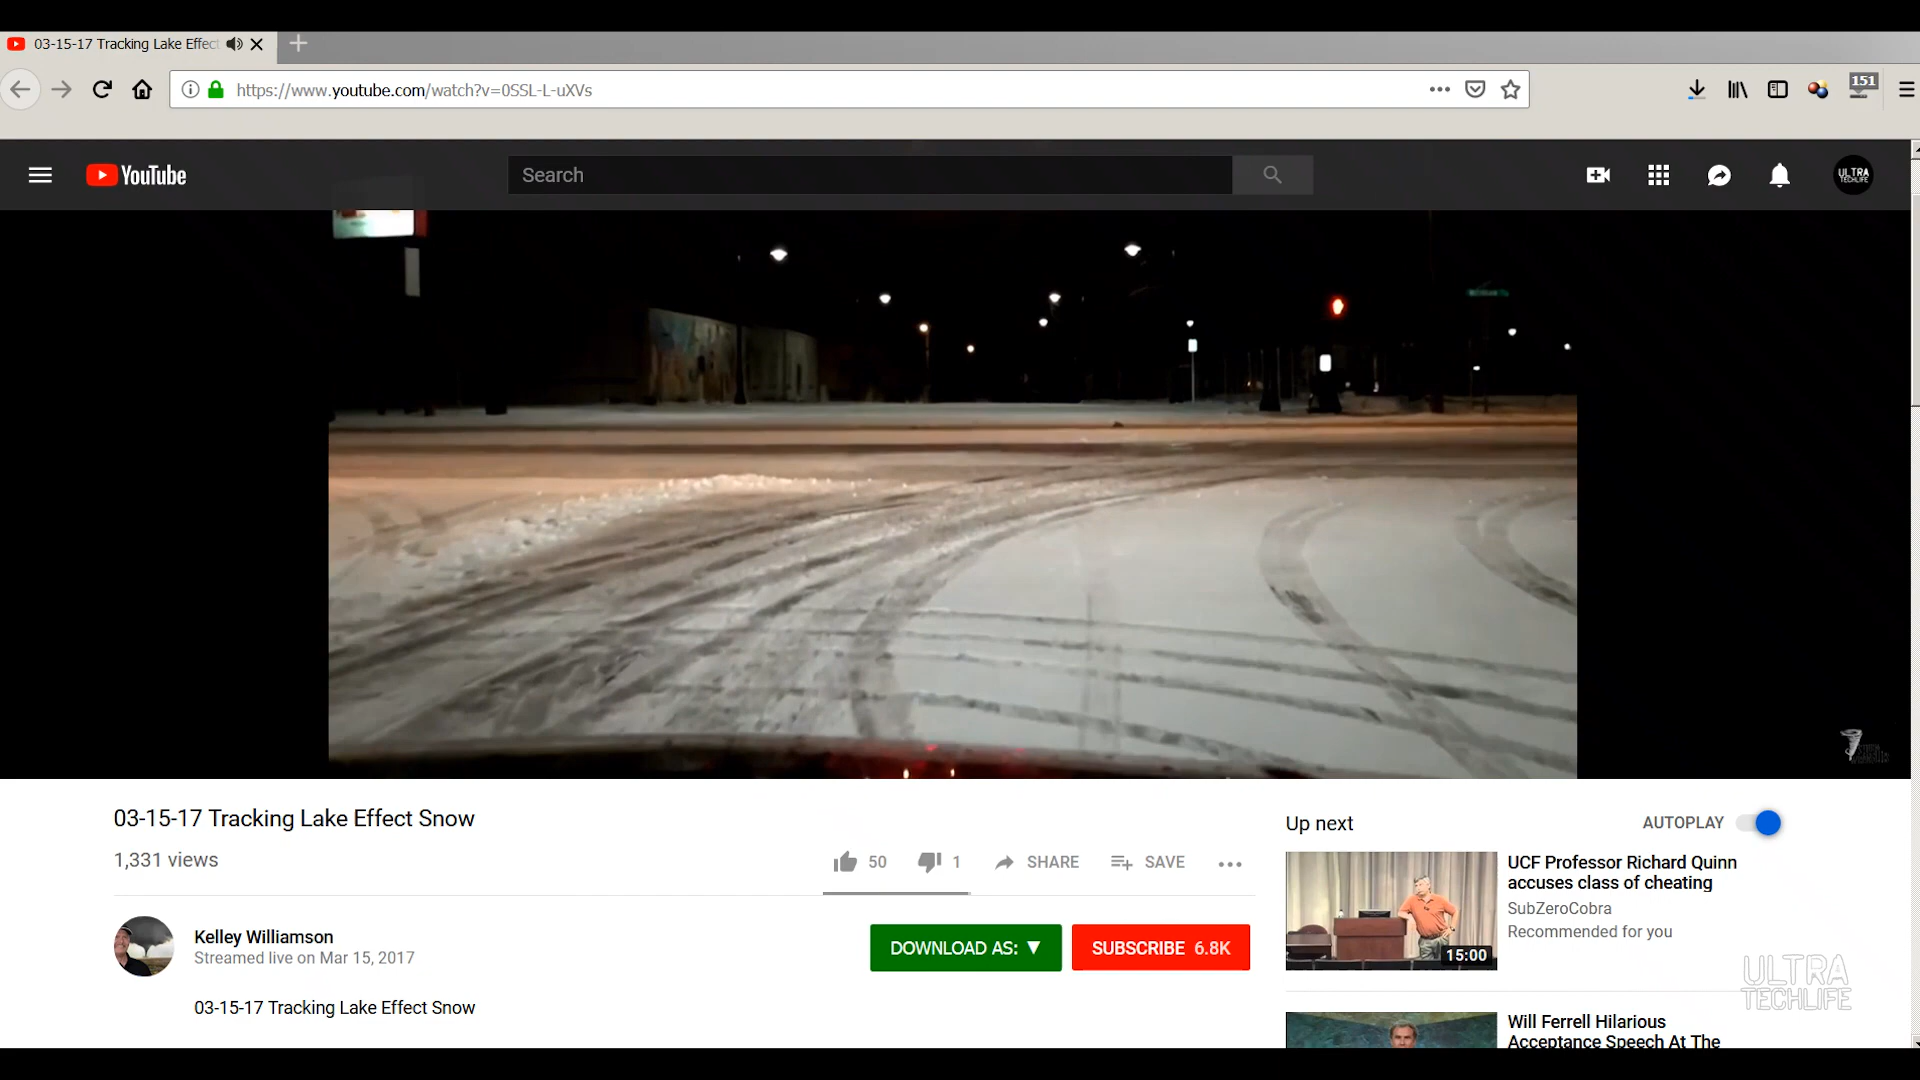 03-15-17 Tracking Lake Effect
https://www.youtube.com/watch?v=0SSL-L-uXVs
151
YouTube
Search
ULTRA
TECHLIFE
03-15-17 Tracking Lake Effect Snow
1,331 views
50
1
SHARE
SAVE
Kelley Williamson
Streamed live on Mar 15, 2017
DOWNLOAD AS: ▼
SUBSCRIBE 6.8K
03-15-17 Tracking Lake Effect Snow
Up next
AUTOPLAY
15:00
UCF Professor Richard Quinn
accuses class of cheating
SubZeroCobra
Recommended for you
Will Ferrell Hilarious
Acceptance Speech At The
ULTRA
TECHLIFE